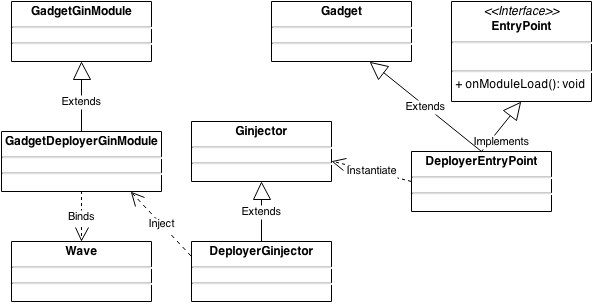 GadgetGinModule
Gadget
<<Interface>>
EntryPoint
+ onModuleLoad(): void
Extends
Extends
Implements
GadgetDeployerGinModule
Ginjector
DeployerEntryPoint
Instantiate
Binds
Inject
Extends
Wave
DeployerGinjector